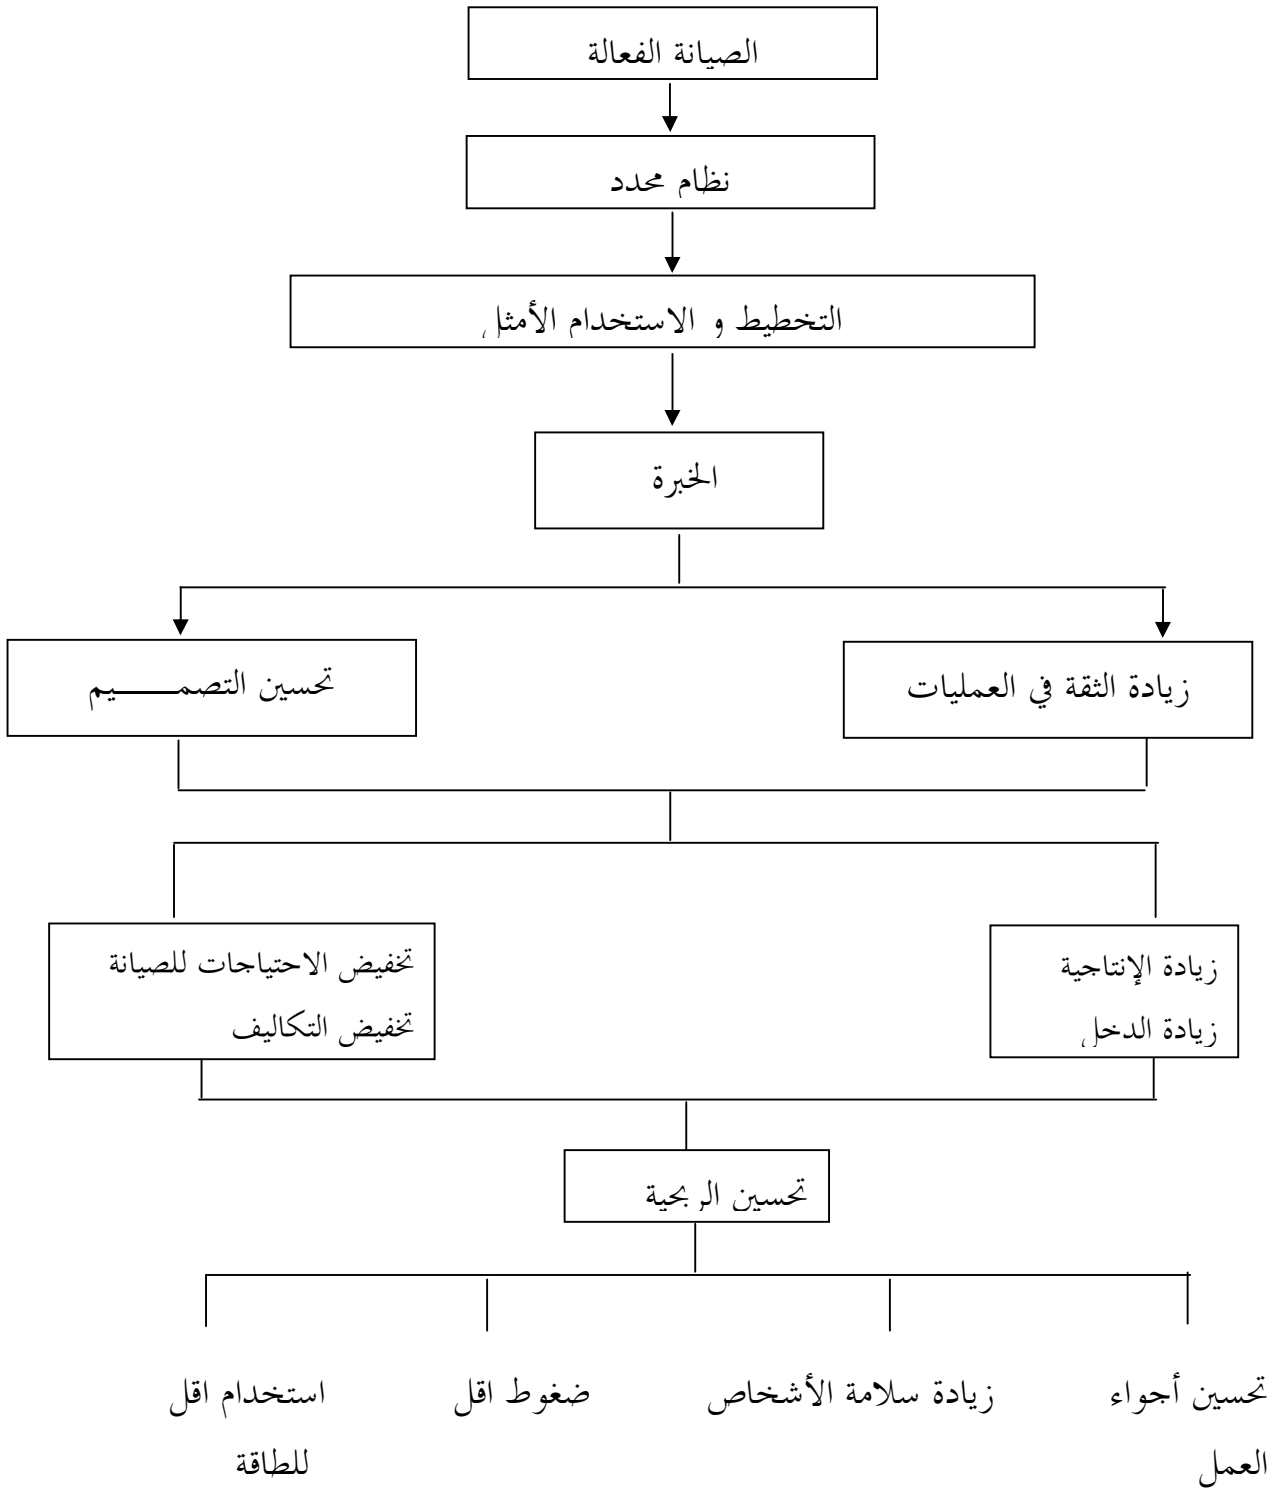 الصيانة الفعالة
نظام محدد
التخطيط و الاستخدام الأمثل
الخبرة
زيادة الثقة في العمليات
تحسين التصمـــــيم
زيادة الإنتاجية
زيادة الدخل
تخفيض الاحتياجات للصيانة
تخفيض التكاليف
تحسين الربحية
تحسين أجواء
العمل
زيادة سلامة الأشخاص
ضغوط اقل
استخدام اقل
للطاقة